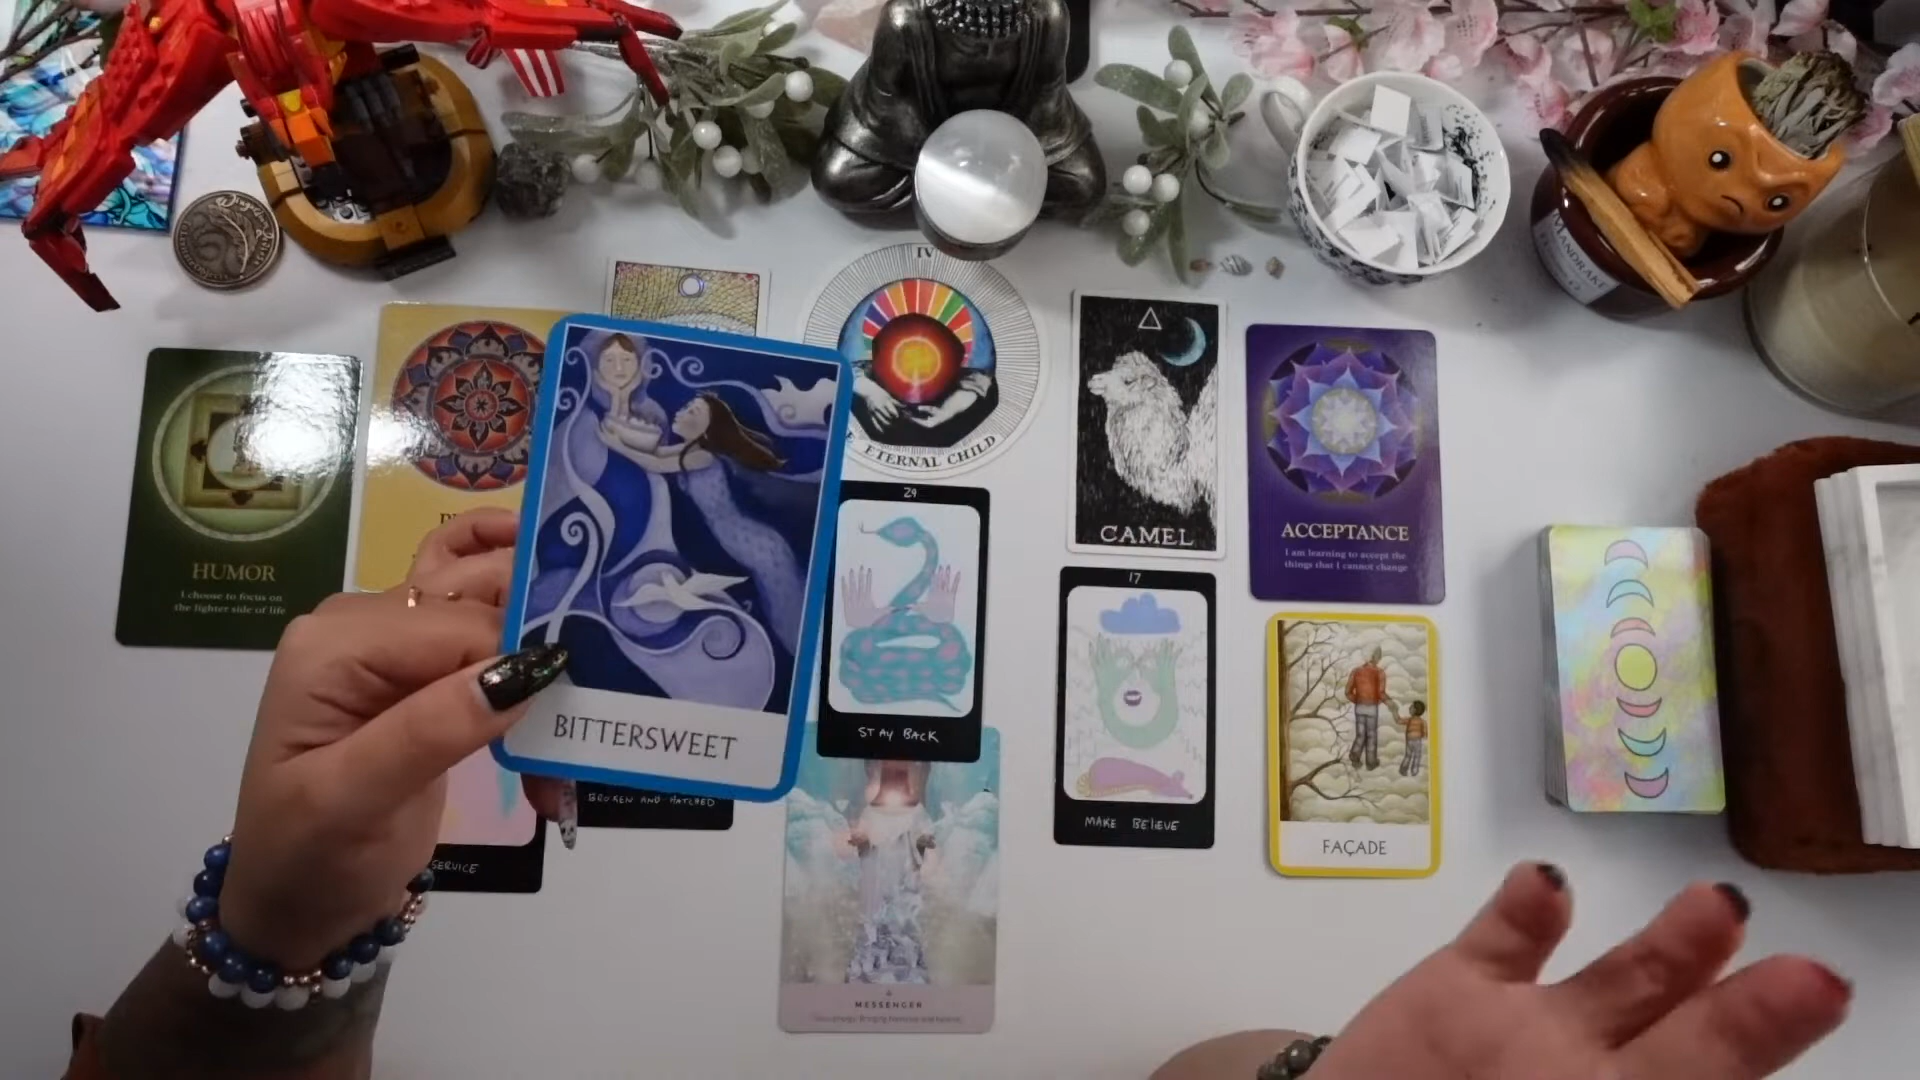 IV
ETERNAL CHILD
MANDRAKE
CAMEL
ACCEPTANCE
I am learning to accept the
things that I cannot change
HUMOR
I choose to focus on
the lighter side of life
29
STAY BACK
17
MAKE BELIEVE
BITTERSWEET
BROKEN AND HATCHED
SERVICE
FAÇADE
MESSENGER